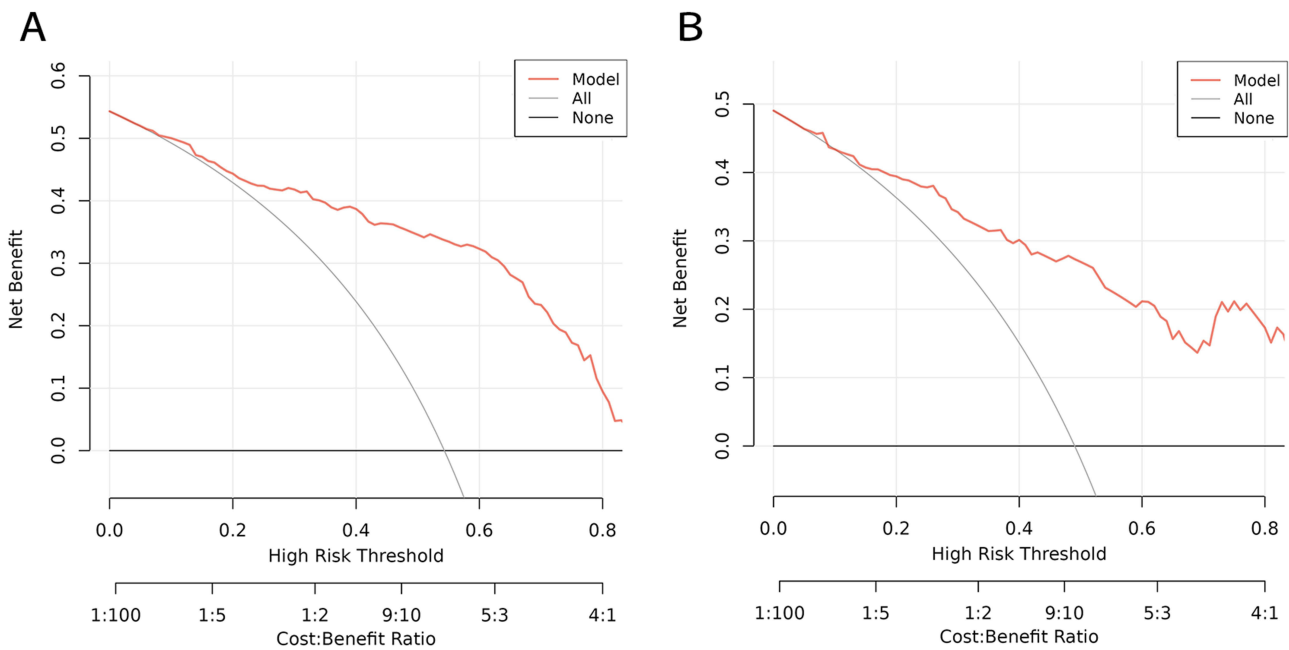 A
Net Benefit
0.6
0.5
0.4
0.3
0.2
0.1
0.0
Model
All
None
0.0 0.2 0.4 0.6 0.8
High Risk Threshold
1:100 1:5 1:2 9:10 5:3 4:1
Cost:Benefit Ratio
B
Net Benefit
0.5
0.4
0.3
0.2
0.1
0.0
Model
All
None
0.0 0.2 0.4 0.6 0.8
High Risk Threshold
1:100 1:5 1:2 9:10 5:3 4:1
Cost:Benefit Ratio